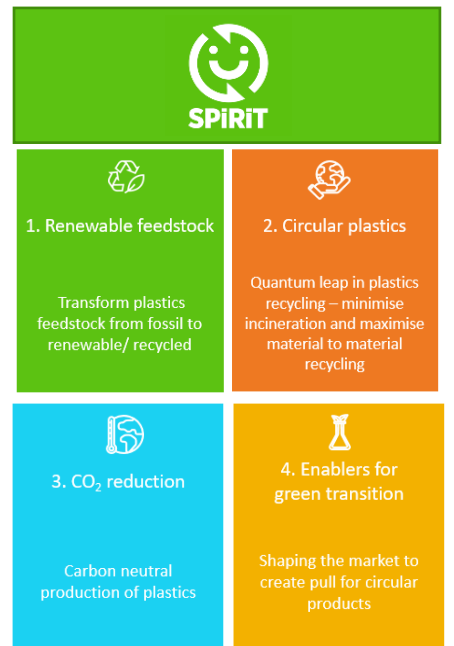 SPiRiT
1. Renewable feedstock
Transform plastics
feedstock from fossil to
renewable/ recycled
2. Circular plastics
Quantum leap in plastics
recycling – minimise
incineration and maximise
material to material
recycling
3. CO₂ reduction
Carbon neutral
production of plastics
4. Enablers for
green transition
Shaping the market to
create pull for circular
products